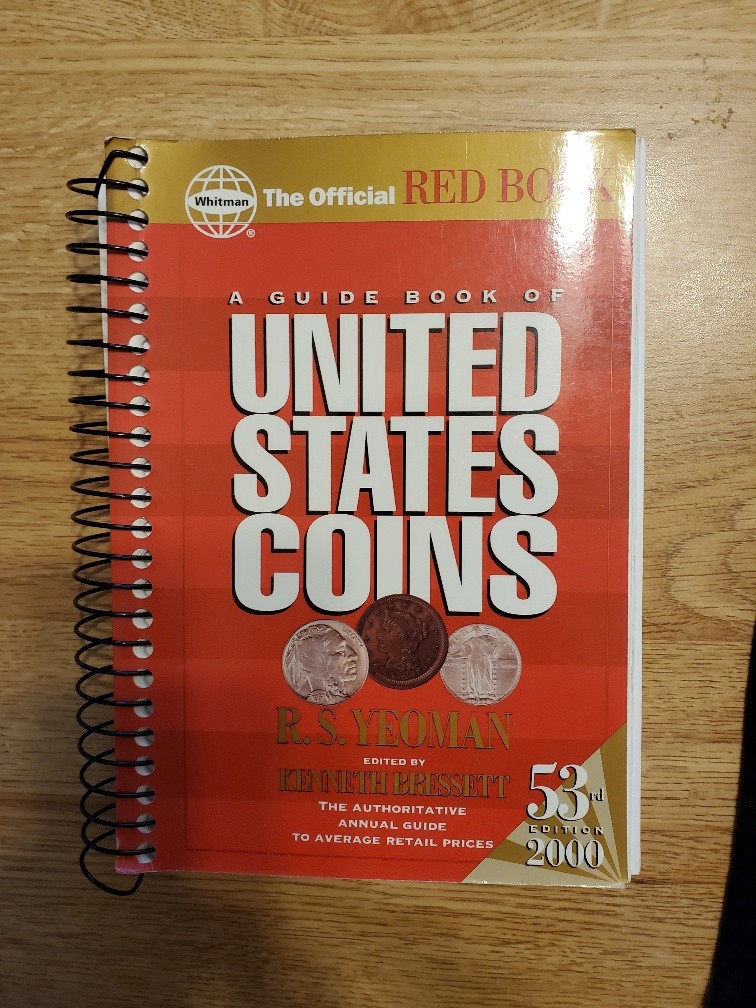 Whitman
®
The Official RED BOOK
A GUIDE BOOK OF
UNITED
STATES
COINS
R. S. YEOMAN
EDITED BY
KENNETH BRESSETT
THE AUTHORITATIVE
ANNUAL GUIDE
TO AVERAGE RETAIL PRICES
53rd
EDITION
2000